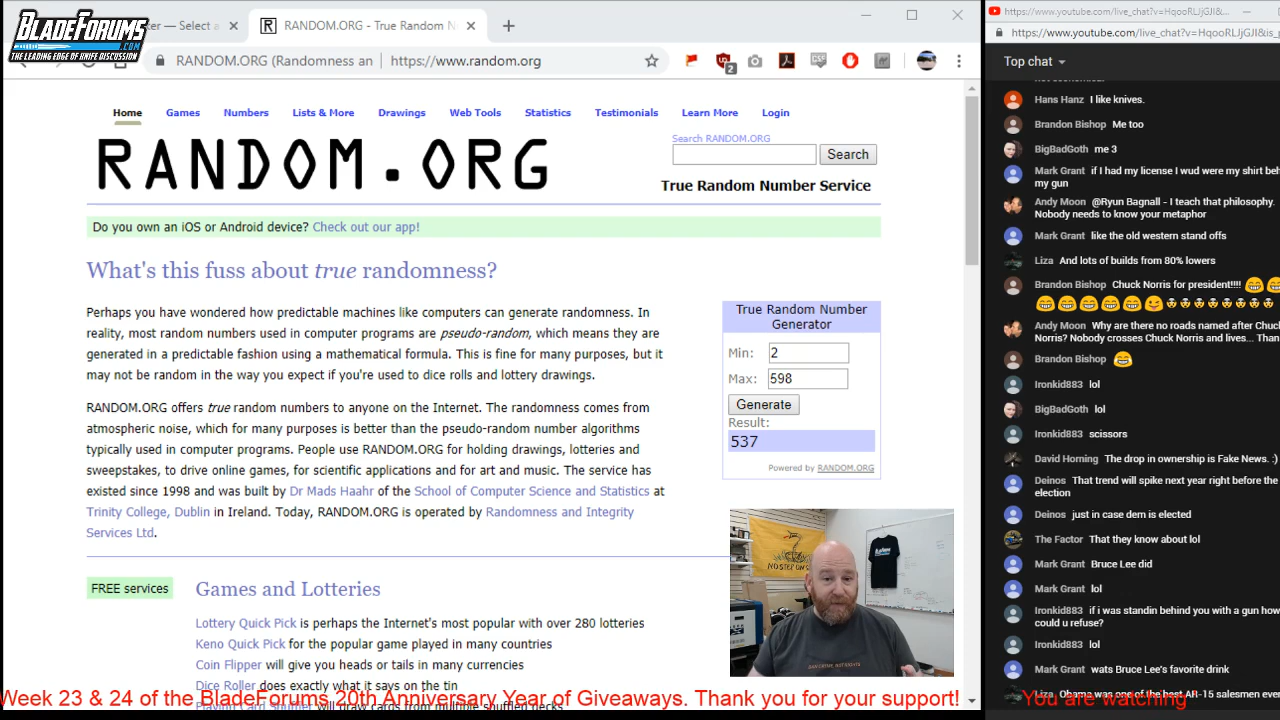 BladeForums
.COM
THE LEADING EDGE OF KNIFE DISCUSSION
ker — Select a
RANDOM.ORG - True Random N
RANDOM.ORG (Randomness an
https://www.random.org
2
Home Games Numbers Lists & More Drawings Web Tools Statistics Testimonials Learn More Login
RANDOM.ORG
Search RANDOM.ORG
Search
True Random Number Service
Do you own an iOS or Android device? Check out our app!
What's this fuss about true randomness?
Perhaps you have wondered how predictable machines like computers can generate randomness. In
reality, most random numbers used in computer programs are pseudo-random, which means they are
generated in a predictable fashion using a mathematical formula. This is fine for many purposes, but it
may not be random in the way you expect if you're used to dice rolls and lottery drawings.
RANDOM.ORG offers true random numbers to anyone on the Internet. The randomness comes from
atmospheric noise, which for many purposes is better than the pseudo-random number algorithms
typically used in computer programs. People use RANDOM.ORG for holding drawings, lotteries and
sweepstakes, to drive online games, for scientific applications and for art and music. The service has
existed since 1998 and was built by Dr Mads Haahr of the School of Computer Science and Statistics at
Trinity College, Dublin in Ireland. Today, RANDOM.ORG is operated by Randomness and Integrity
Services Ltd.
True Random Number
Generator
Min: 2
Max: 598
Generate
Result:
537
Powered by RANDOM.ORG
FREE services
Games and Lotteries
Lottery Quick Pick is perhaps the Internet's most popular with over 280 lotteries
Keno Quick Pick for the popular game played in many countries
Coin Flipper will give you heads or tails in many currencies
Dice Roller does exactly what it says on the tin
Playing Card Shuffler will draw cards from multiple shuffled decks
NO STEP ON
BladeForums
Week 23 & 24 of the BladeForums 20th Anniversary Year of Giveaways. Thank you for your support!
You are watching
https://www.youtube.com/live_chat?v=HqooRLJjGJI&
https://www.youtube.com/live_chat?v=HqooRLJjGJI&is_p
Top chat
not economical.
Hans Hanz I like knives.
Brandon Bishop Me too
BigBadGoth me 3
Mark Grant if I had my license I wud were my shirt beh
my gun
Andy Moon @Ryun Bagnall - I teach that philosophy.
Nobody needs to know your metaphor
Mark Grant like the old western stand offs
Liza And lots of builds from 80% lowers
Brandon Bishop Chuck Norris for president!!!! 😂😂
😂😂😂😂😂😉
Andy Moon Why are there no roads named after Chuck
Norris? Nobody crosses Chuck Norris and lives... Than
Brandon Bishop 😂
Ironkid883 lol
BigBadGoth lol
Ironkid883 scissors
David Horning The drop in ownership is Fake News. :)
Deinos That trend will spike next year right before the
election
Deinos just in case dem is elected
The Factor That they know about lol
Mark Grant Bruce Lee did
Mark Grant lol
Ironkid883 if i was standin behind you with a gun how
could u refuse?
Ironkid883 lol
Mark Grant wats Bruce Lee's favorite drink
Liza Obama was one of the best AR-15 salesmen eve